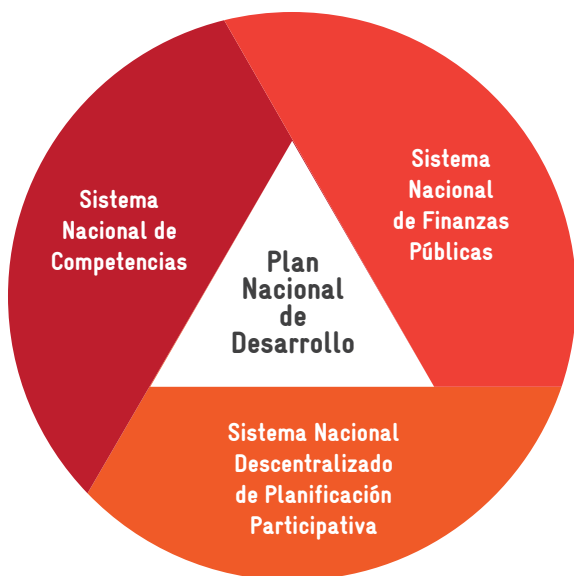 Sistema
Nacional de
Competencias
Sistema
Nacional
de Finanzas
Públicas
Plan
Nacional
de
Desarrollo
Sistema Nacional
Descentralizado
de Planificación
Participativa